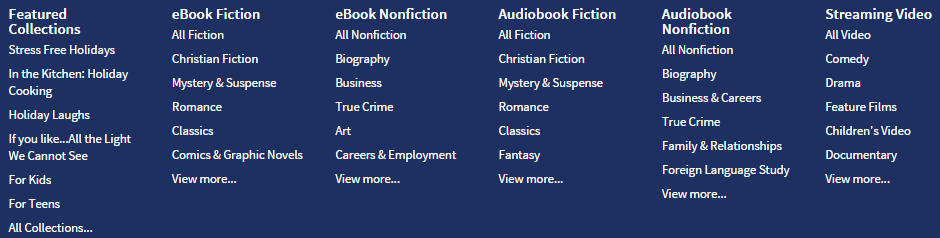 Featured
Collections
Stress Free Holidays
In the Kitchen: Holiday
Cooking
Holiday Laughs
If you like...All the Light
We Cannot See
For Kids
For Teens
All Collections...
eBook Fiction
All Fiction
Christian Fiction
Mystery & Suspense
Romance
Classics
Comics & Graphic Novels
View more...
eBook Nonfiction
All Nonfiction
Biography
Business
True Crime
Art
Careers & Employment
View more...
Audiobook Fiction
All Fiction
Christian Fiction
Mystery & Suspense
Romance
Classics
Fantasy
View more...
Audiobook
Nonfiction
All Nonfiction
Biography
Business & Careers
True Crime
Family & Relationships
Foreign Language Study
View more...
Streaming Video
All Video
Comedy
Drama
Feature Films
Children's Video
Documentary
View more...